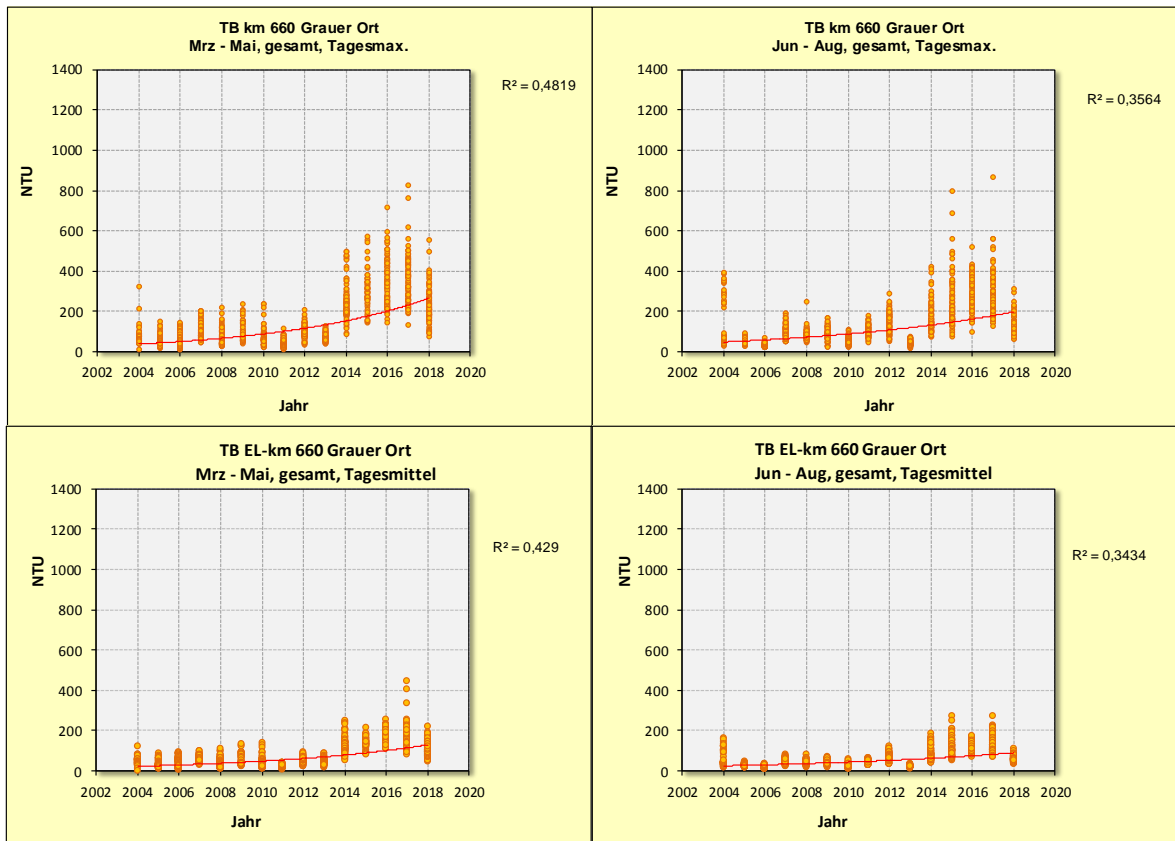 TB km 660 Grauer Ort
Mrz - Mai, gesamt, Tagesmax.
1400
1200
1000
800
600
400
200
0
NTU
2002 2004 2006 2008 2010 2012 2014 2016 2018 2020
Jahr
R² = 0,4819
TB km 660 Grauer Ort
Jun - Aug, gesamt, Tagesmax.
1400
1200
1000
800
600
400
200
0
NTU
2002 2004 2006 2008 2010 2012 2014 2016 2018 2020
Jahr
R² = 0,3564
TB EL-km 660 Grauer Ort
Mrz - Mai, gesamt, Tagesmittel
1400
1200
1000
800
600
400
200
0
NTU
2002 2004 2006 2008 2010 2012 2014 2016 2018 2020
Jahr
R² = 0,429
TB EL-km 660 Grauer Ort
Jun - Aug, gesamt, Tagesmittel
1400
1200
1000
800
600
400
200
0
NTU
2002 2004 2006 2008 2010 2012 2014 2016 2018 2020
Jahr
R² = 0,3434